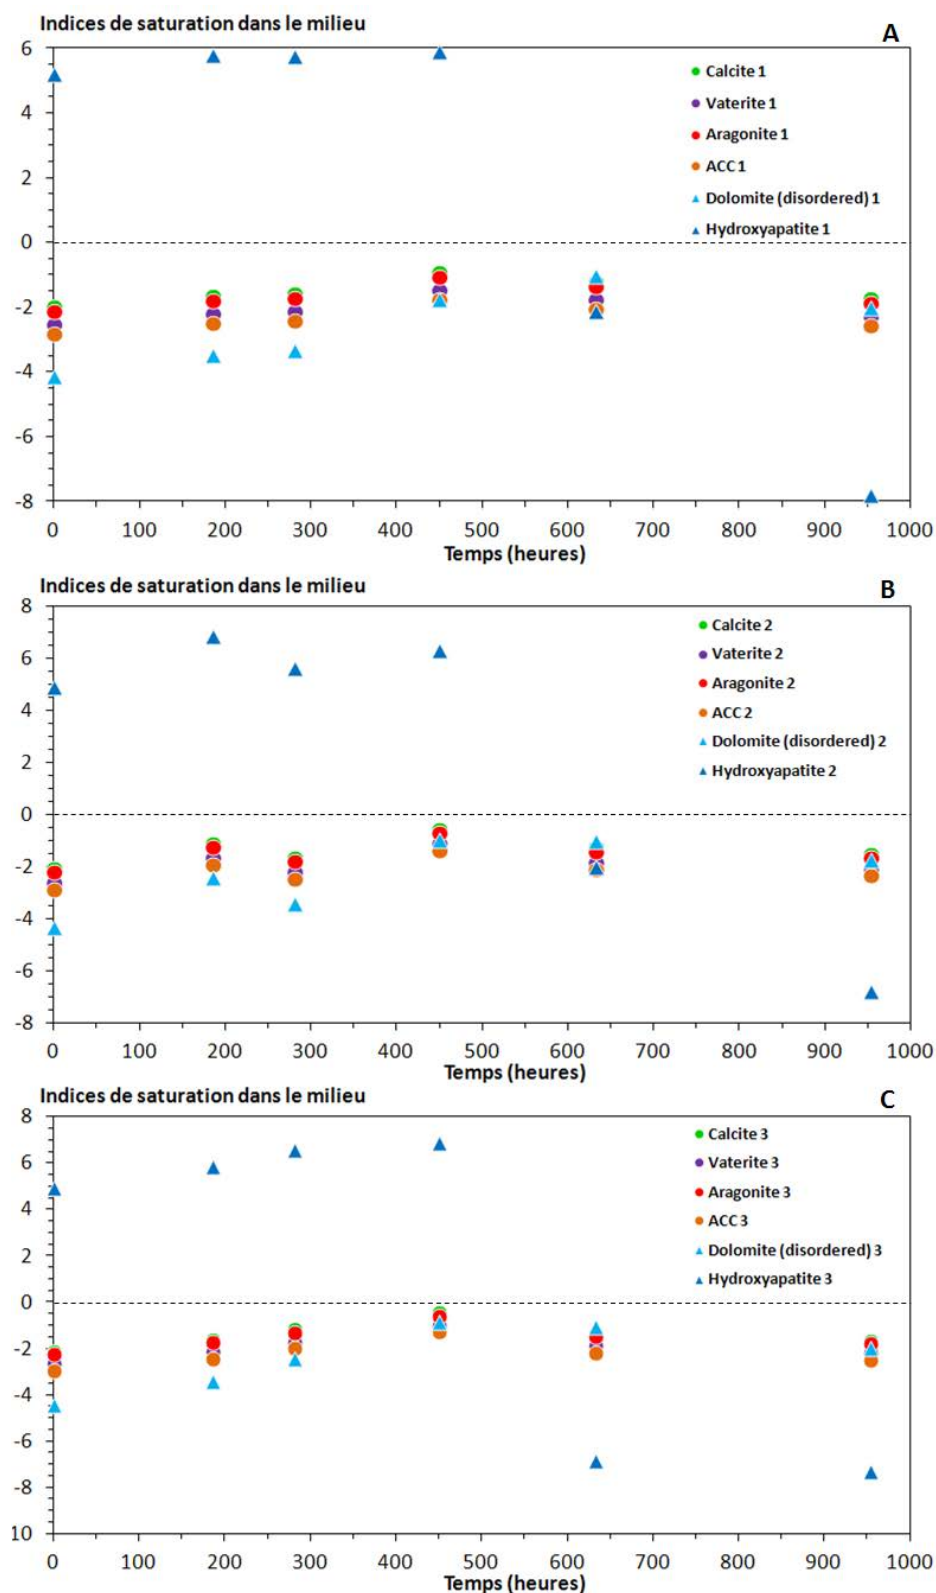 Indices de saturation dans le milieu
A
6
4
2
0
-2
-4
-6
-8
Calcite 1
Vaterite 1
Aragonite 1
ACC 1
Dolomite (disordered) 1
Hydroxyapatite 1
0 100 200 300 400 500 600 700 800 900 1000
Temps (heures)
Indices de saturation dans le milieu
B
8
6
4
2
0
-2
-4
-6
-8
Calcite 2
Vaterite 2
Aragonite 2
ACC 2
Dolomite (disordered) 2
Hydroxyapatite 2
0 100 200 300 400 500 600 700 800 900 1000
Temps (heures)
Indices de saturation dans le milieu
C
8
6
4
2
0
-2
-4
-6
-8
10
Calcite 3
Vaterite 3
Aragonite 3
ACC 3
Dolomite (disordered) 3
Hydroxyapatite 3
0 100 200 300 400 500 600 700 800 900 1000
Temps (heures)